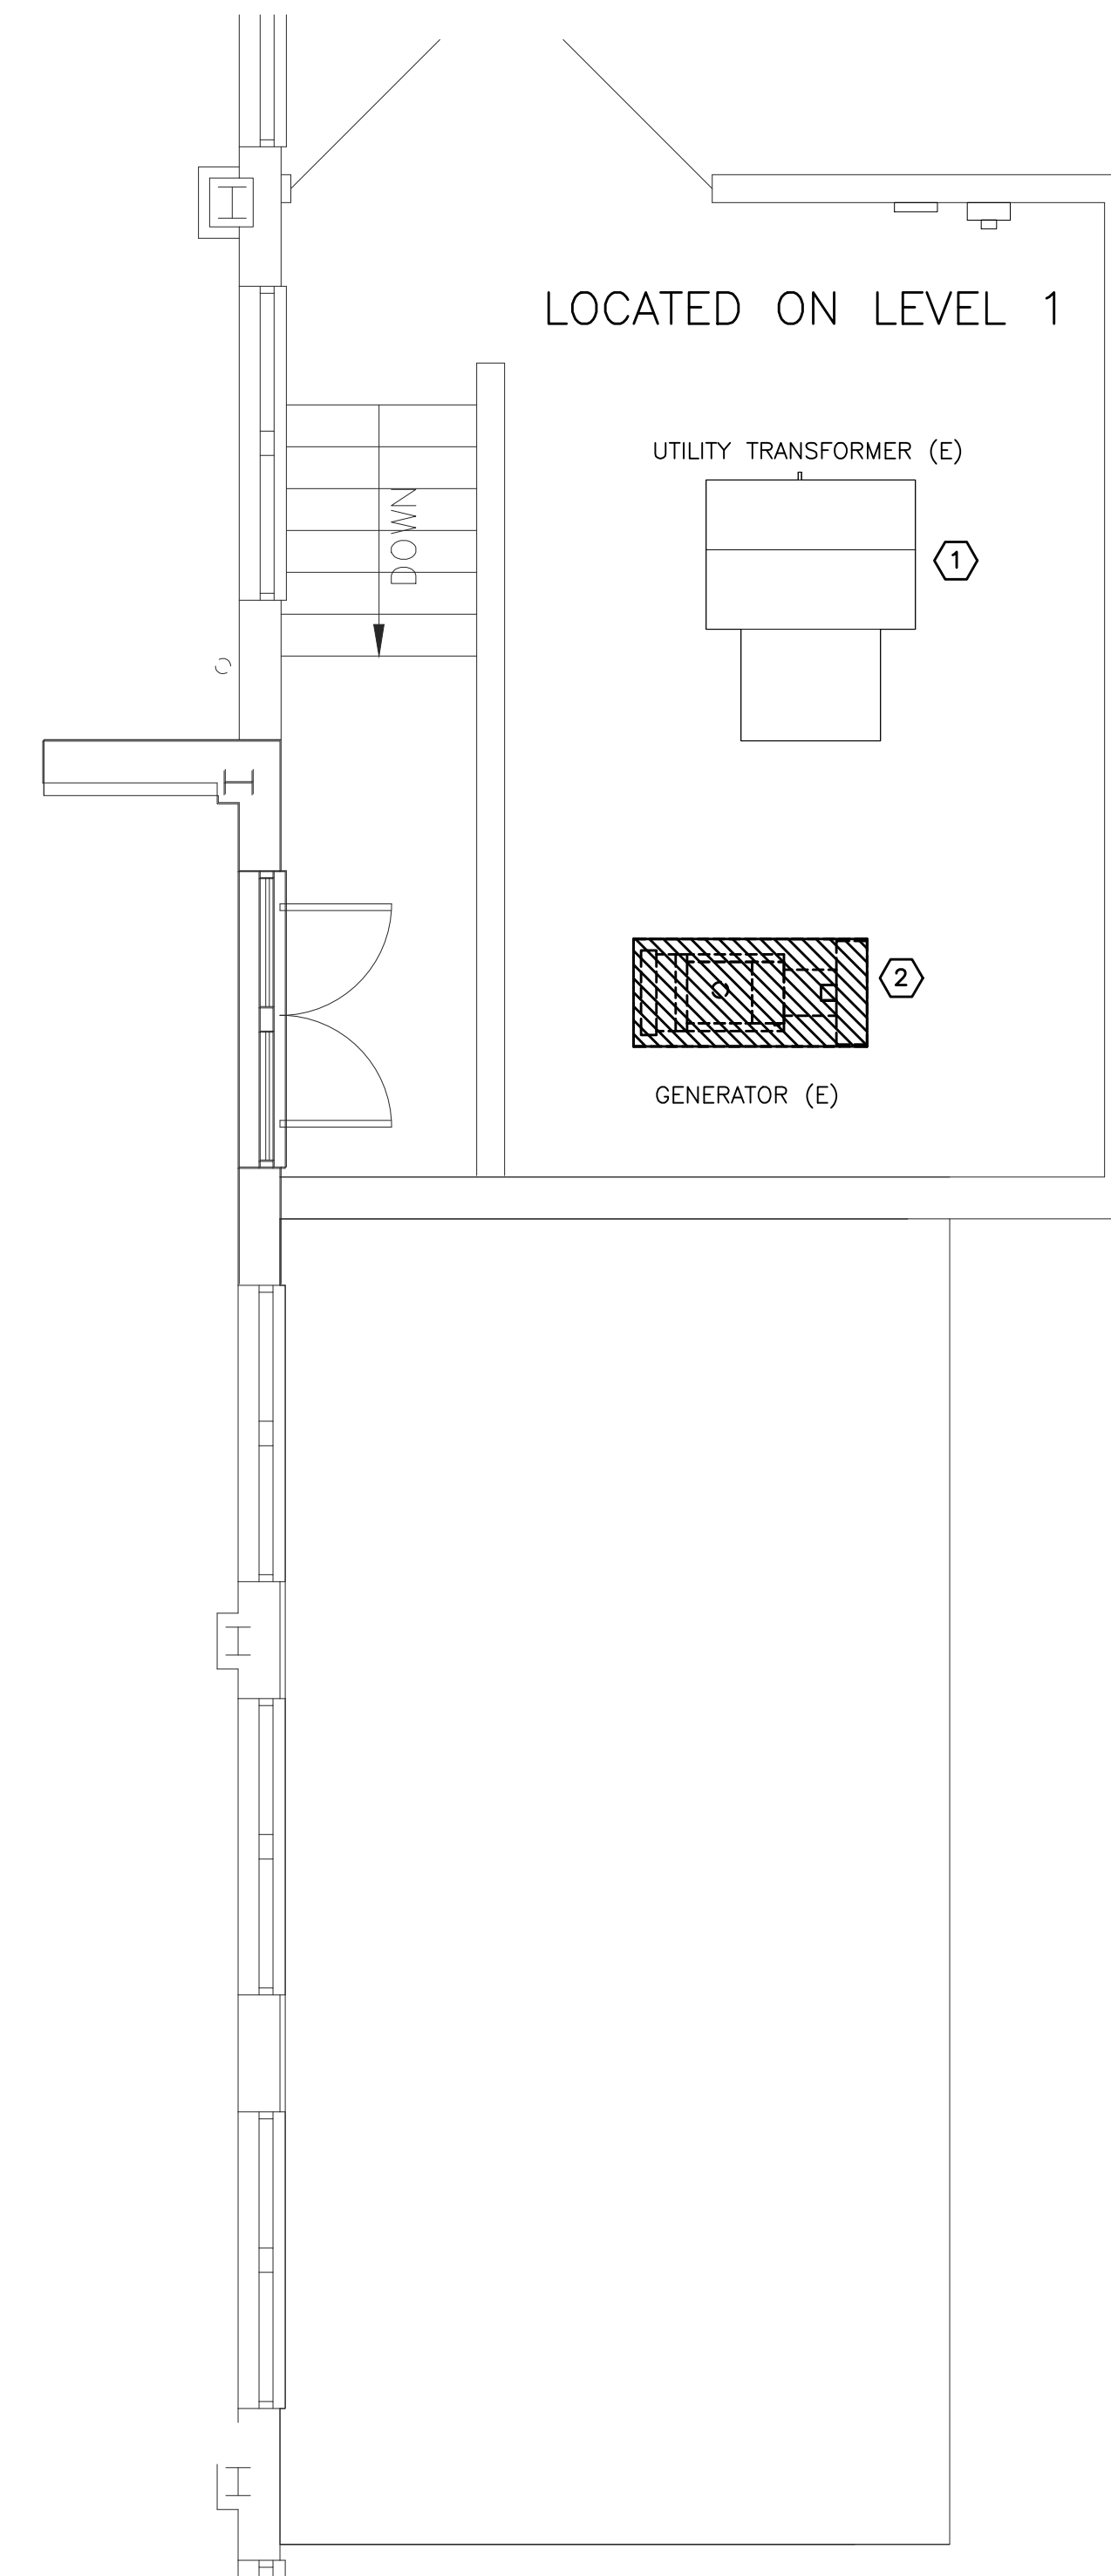 LOCATED ON LEVEL 1
UTILITY TRANSFORMER (E)
DOWN
1
2
GENERATOR (E)